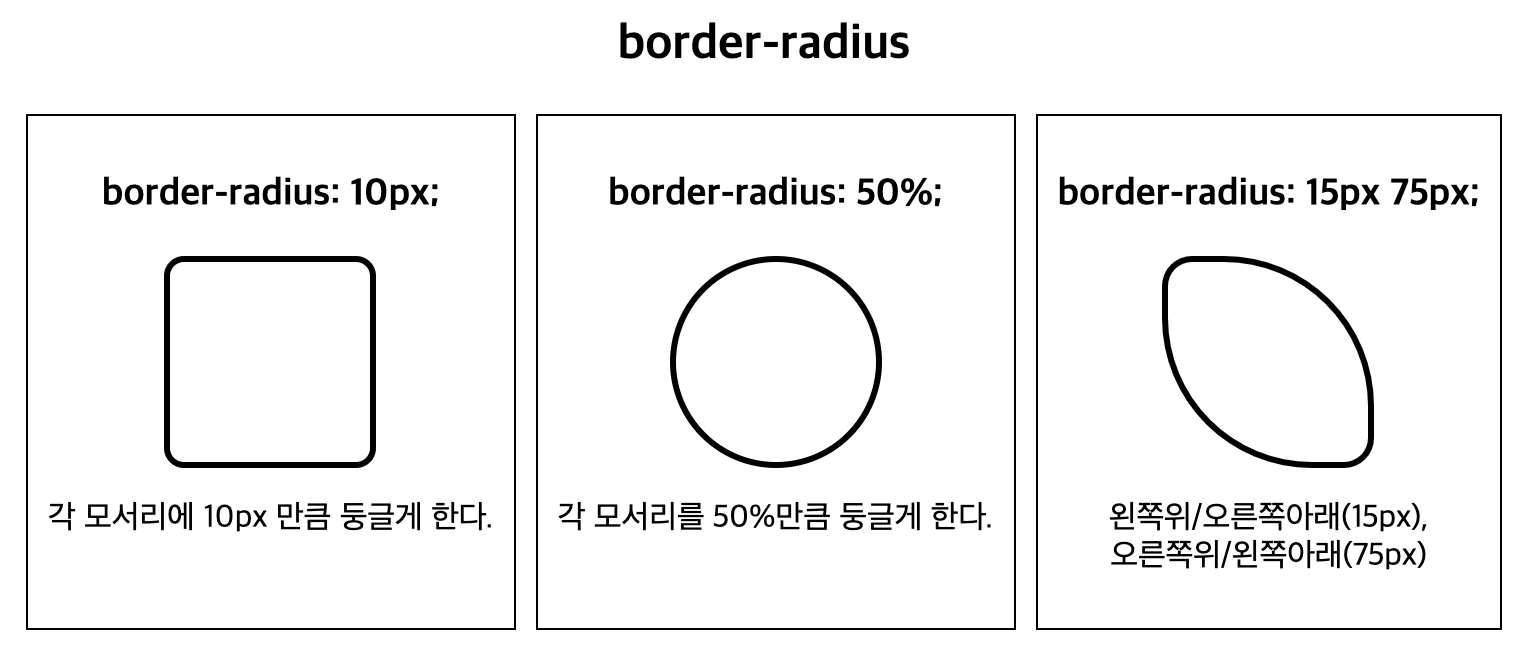 border-radius
border-radius: 10px;
각 모서리에 10px 만큼 둥글게 한다.
border-radius: 50%;
각 모서리를 50%만큼 둥글게 한다.
border-radius: 15px 75px;
왼쪽위/오른쪽아래(15px),
오른쪽위/왼쪽아래(75px)